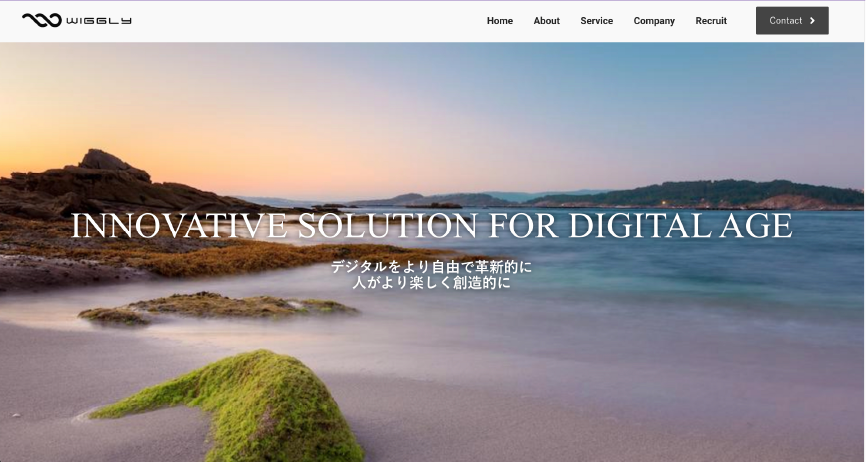 WIGGLY
Home About Service Company Recruit Contact
INNOVATIVE SOLUTION FOR DIGITAL AGE
デジタルをより自由で革新的に
人がより楽しく創造的に